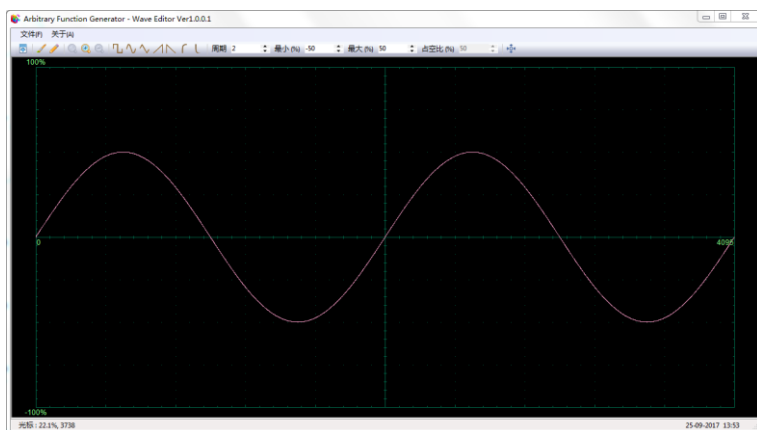 Arbitrary Function Generator - Wave Editor Ver1.0.0.1
文件(F) 关于(A)
周期 2 最小 (%) -50 最大 (%) 50 占空比 (%) 50
100%
0
4096
-100%
光标 : 22.1%, 3738
25-09-2017 13:53